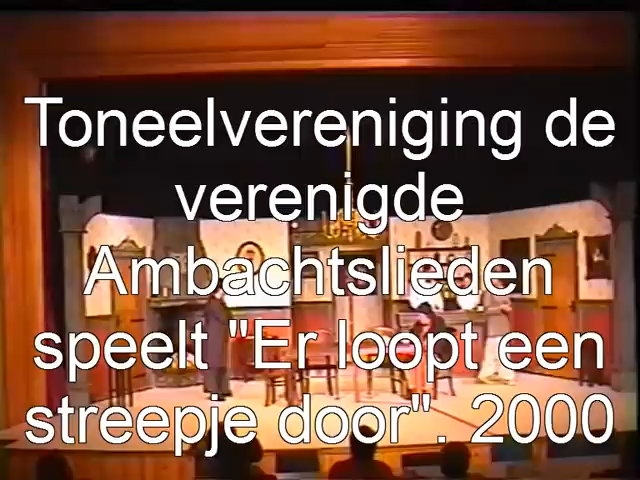 Toneelvereniging de
verenigde
Ambachtslieden
speelt "Er loopt een
streepje door". 2000